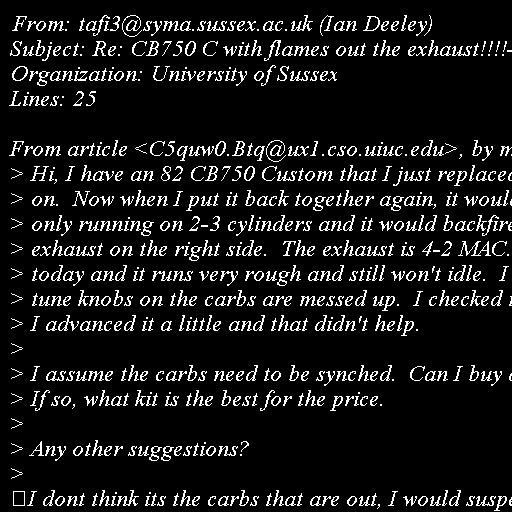 From: tafi3@syma.sussex.ac.uk (Ian Deeley)
Subject: Re: CB750 C with flames out the exhaust!!!!-
Organization: University of Sussex
Lines: 25

From article <C5quw0.Btq@ux1.cso.uiuc.edu>, by m
> Hi, I have an 82 CB750 Custom that I just replaced
> on.  Now when I put it back together again, it would
> only running on 2-3 cylinders and it would backfire
> exhaust on the right side.  The exhaust is 4-2 MAC.
> today and it runs very rough and still won't idle.  I
> tune knobs on the carbs are messed up.  I checked
> I advanced it a little and that didn't help.
>
> I assume the carbs need to be synched.  Can I buy
> If so, what kit is the best for the price.
>
> Any other suggestions?
>
I dont think its the carbs that are out, I would suspe